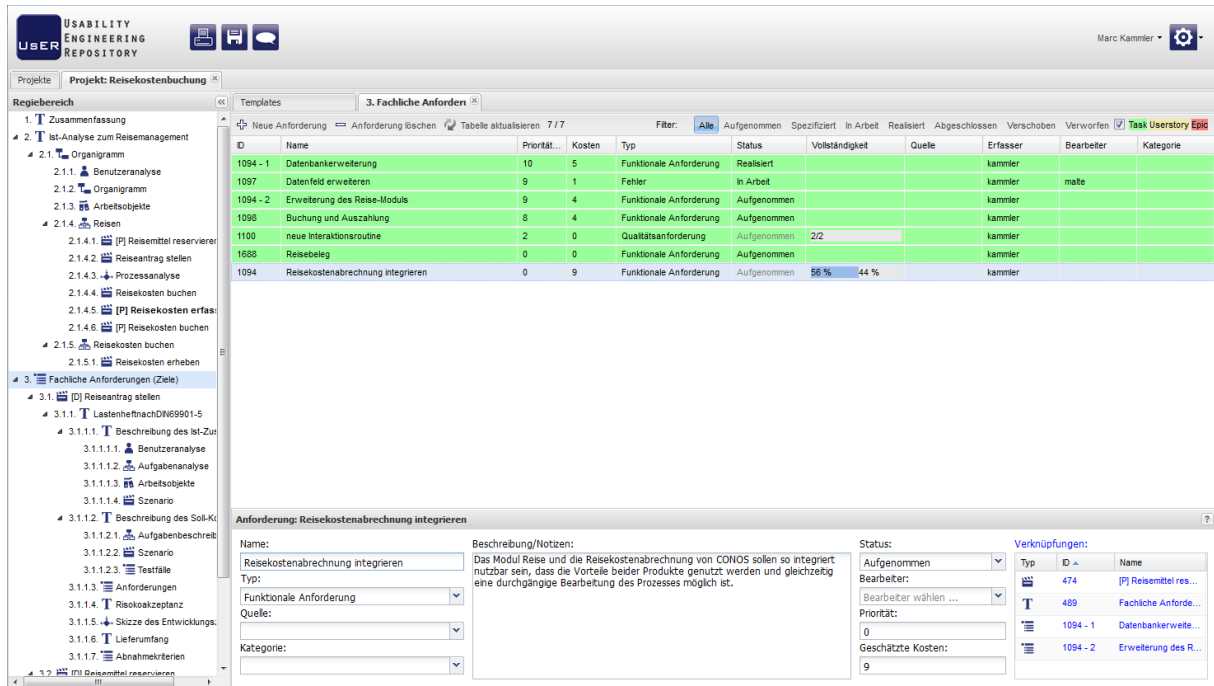 USABILITY
ENGINEERING
REPOSITORY
USER
Marc Kammler
Projekte Projekt: Reisekostenbuchung
Regiebereich
1. Zusammenfassung
2. Ist-Analyse zum Reisemanagement
2.1. Organigramm
2.1.1. Benutzeranalyse
2.1.2. Organigramm
2.1.3. Arbeitsobjekte
2.1.4. Reisen
2.1.4.1. [P] Reisemittel reservieren
2.1.4.2. Reiseantrag stellen
2.1.4.3. Prozessanalyse
2.1.4.4. Reisekosten buchen
2.1.4.5. [P] Reisekosten erfas
2.1.4.6. [P] Reisekosten buchen
2.1.5. Reisekosten buchen
2.1.5.1. Reisekosten erheben
3. Fachliche Anforderungen (Ziele)
3.1. [D] Reiseantrag stellen
3.1.1. LastenheftnachDIN69901-5
3.1.1.1. Beschreibung des Ist-Zus
3.1.1.1.1. Benutzeranalyse
3.1.1.1.2. Aufgabenanalyse
3.1.1.1.3. Arbeitsobjekte
3.1.1.1.4. Szenario
3.1.1.2. Beschreibung des Soll-Ko
3.1.1.2.1. Aufgabenbeschreib
3.1.1.2.2. Szenario
3.1.1.2.3. Testfälle
3.1.1.3. Anforderungen
3.1.1.4. Risokoakzeptanz
3.1.1.5. Skizze des Entwicklungs
3.1.1.6. Lieferumfang
3.1.1.7. Abnahmekriterien
3.2. [D] Reisemittel reservieren
Templates 3. Fachliche Anforden
Neue Anforderung Anforderung löschen Tabelle aktualisieren 7 / 7 Filter: Alle Aufgenommen Spezifiziert In Arbeit Realisiert Abgeschlossen Verschoben Verworfen Task Userstory Epic
ID Name Priorität... Kosten Typ Status Vollständigkeit Quelle Erfasser Bearbeiter Kategorie
1094 - 1 Datenbankerweiterung 10 5 Funktionale Anforderung Realisiert kammler
1097 Datenfeld erweiteren 9 1 Fehler In Arbeit kammler malte
1094 - 2 Erweiterung des Reise-Moduls 9 4 Funktionale Anforderung Aufgenommen kammler
1098 Buchung und Auszahlung 8 4 Funktionale Anforderung Aufgenommen kammler
1100 neue Interaktionsroutine 2 0 Qualitätsanforderung Aufgenommen 2/2 kammler
1688 Reisebeleg 0 0 Funktionale Anforderung Aufgenommen kammler
1094 Reisekostenabrechnung integrieren 0 9 Funktionale Anforderung Aufgenommen 56 % 44 % kammler
Anforderung: Reisekostenabrechnung integrieren ?
Name:
Reisekostenabrechnung integrieren
Typ:
Funktionale Anforderung
Quelle:
Kategorie:
Beschreibung/Notizen:
Das Modul Reise und die Reisekostenabrechnung von CONOS sollen so integriert
nutzbar sein, dass die Vorteile beider Produkte genutzt werden und gleichzeitig
eine durchgängige Bearbeitung des Prozesses möglich ist.
Status:
Aufgenommen
Bearbeiter:
Bearbeiter wählen ...
Priorität:
0
Geschätzte Kosten:
9
Verknüpfungen:
Typ ID Name
474 [P] Reisemittel res...
489 Fachliche Anforde...
1094 - 1 Datenbankerweite...
1094 - 2 Erweiterung des R...